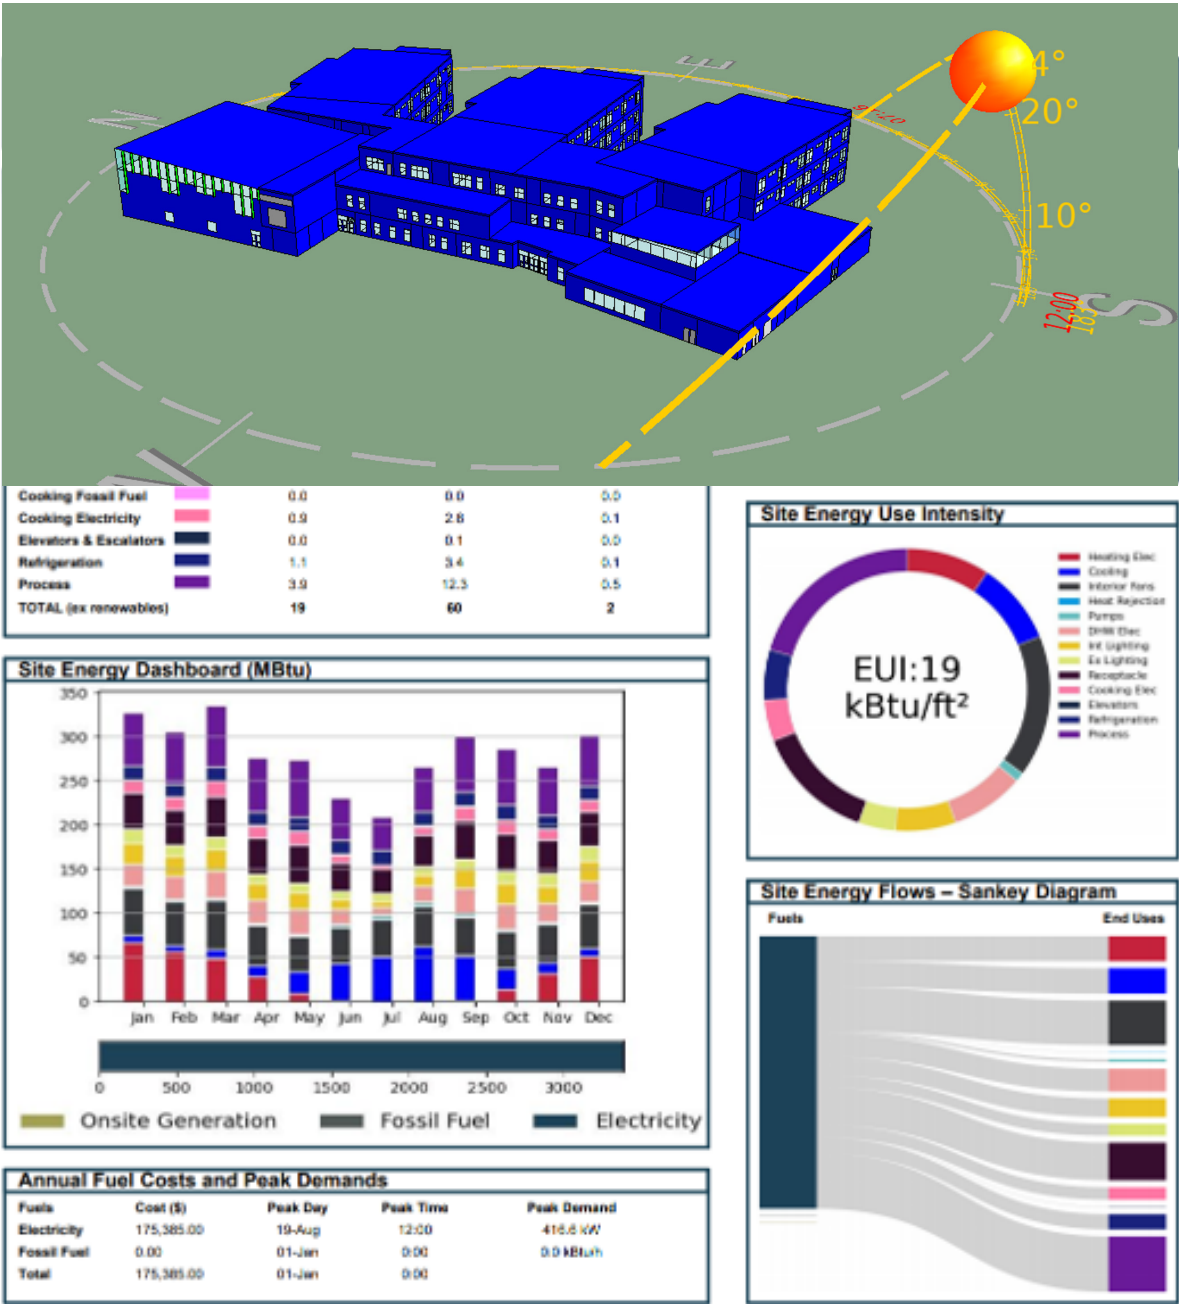 N
E
4°
20°
10°
12:00
S
Cooking Fossil Fuel 0.0 0.0 0.0
Cooking Electricity 0.9 2.8 0.1
Elevators & Escalators 0.0 0.1 0.0
Refrigeration 1.1 3.4 0.1
Process 3.9 12.3 0.5
TOTAL (ex renewables) 19 60 2
Site Energy Dashboard (MBtu)
350
300
250
200
150
100
50
0
Jan Feb Mar Apr May Jun Jul Aug Sep Oct Nov Dec
0 500 1000 1500 2000 2500 3000
Onsite Generation Fossil Fuel Electricity
Annual Fuel Costs and Peak Demands
Fuels Cost ($) Peak Day Peak Time Peak Demand
Electricity 175,385.00 19-Aug 12:00 416.6 kW
Fossil Fuel 0.00 01-Jan 0:00 0.0 kBtu/h
Total 175,385.00 01-Jan 0:00
Site Energy Use Intensity
EUI:19
kBtu/ft²
Heating Elec
Cooling
Interior Fans
Heat Rejection
Pumps
DHW Elec
Int Lighting
Ex Lighting
Receptacle
Cooking Elec
Elevators
Refrigeration
Process
Site Energy Flows – Sankey Diagram
Fuels End Uses